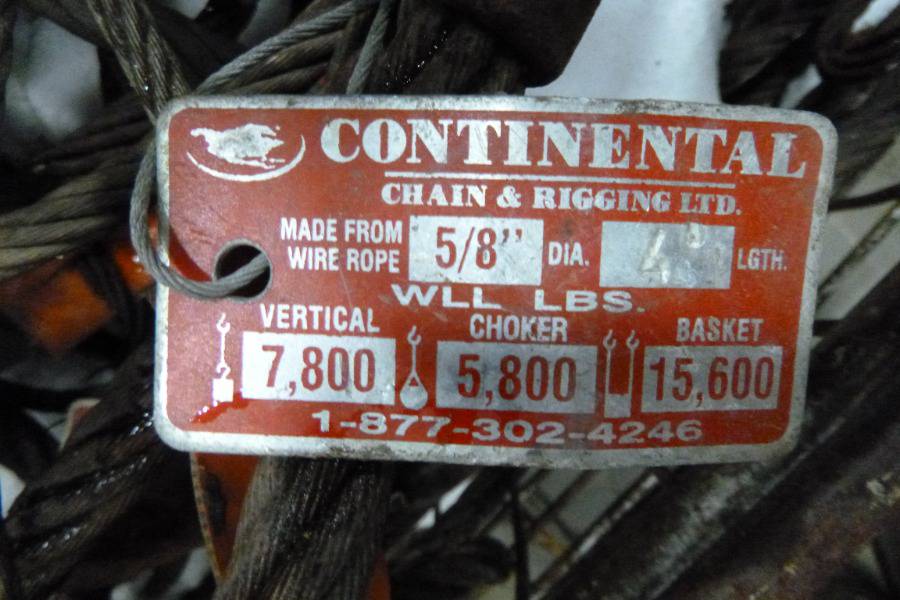 CONTINENTAL
CHAIN & RIGGING LTD.
MADE FROM WIRE ROPE 5/8" DIA. 4' LGTH.
WLL LBS.
VERTICAL CHOKER BASKET
7,800 5,800 15,600
1-877-302-4246